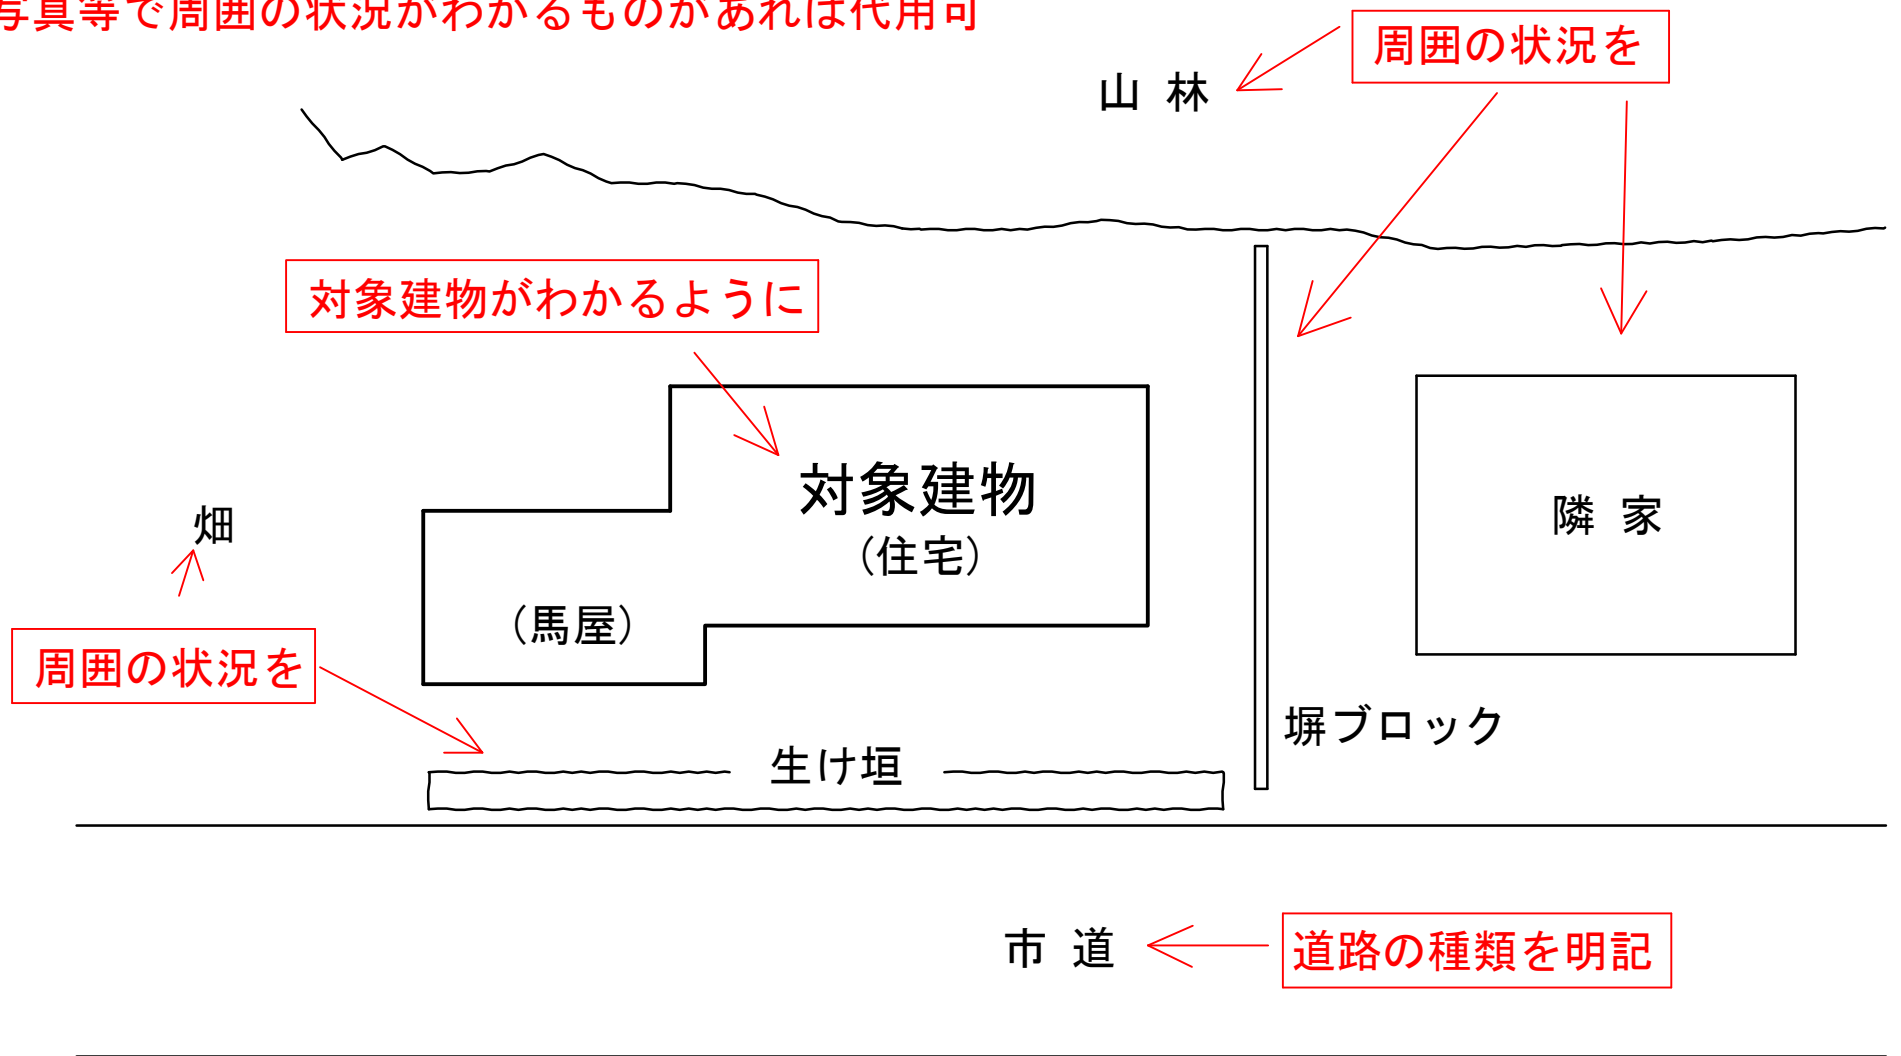 写真等で周囲の状況がわかるものがあれば代用可
周囲の状況を
山 林
対象建物がわかるように
対象建物
(住宅)
畑
隣 家
(馬屋)
周囲の状況を
塀ブロック
生け垣
市 道
道路の種類を明記